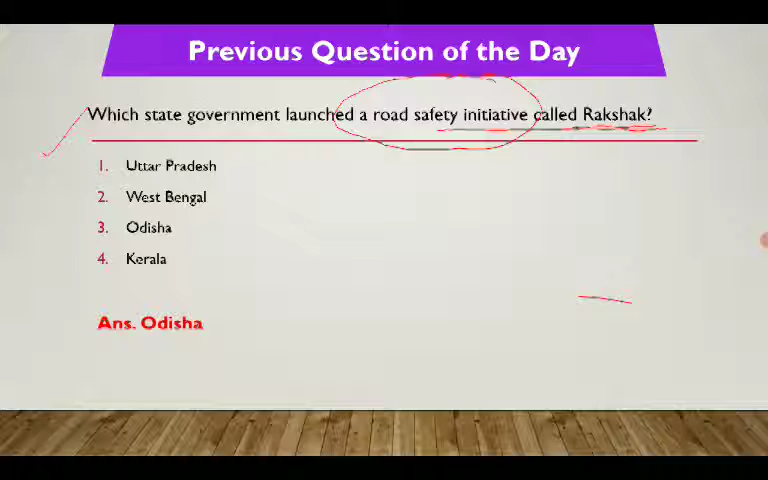 Previous Question of the Day
Which state government launched a road safety initiative called Rakshak?
1. Uttar Pradesh
2. West Bengal
3. Odisha
4. Kerala
Ans. Odisha